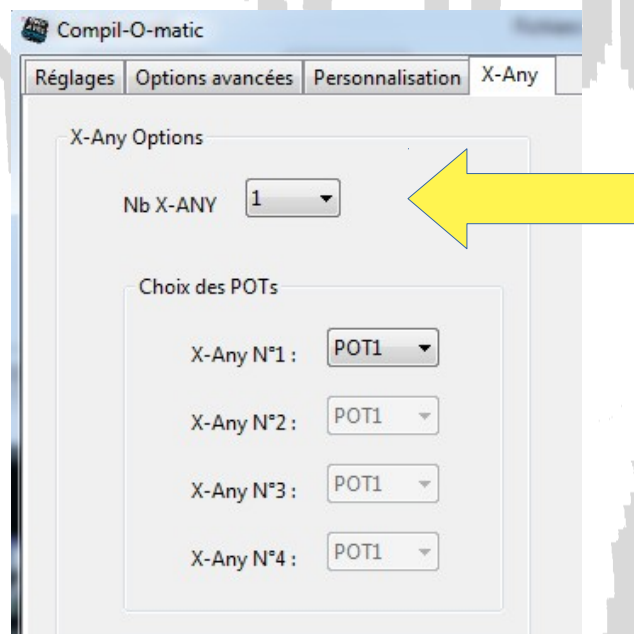 Compil-O-matic
Réglages Options avancées Personnalisation X-Any
X-Any Options
Nb X-ANY 1
Choix des POTs
X-Any N°1 : POT1
X-Any N°2 : POT1
X-Any N°3 : POT1
X-Any N°4 : POT1